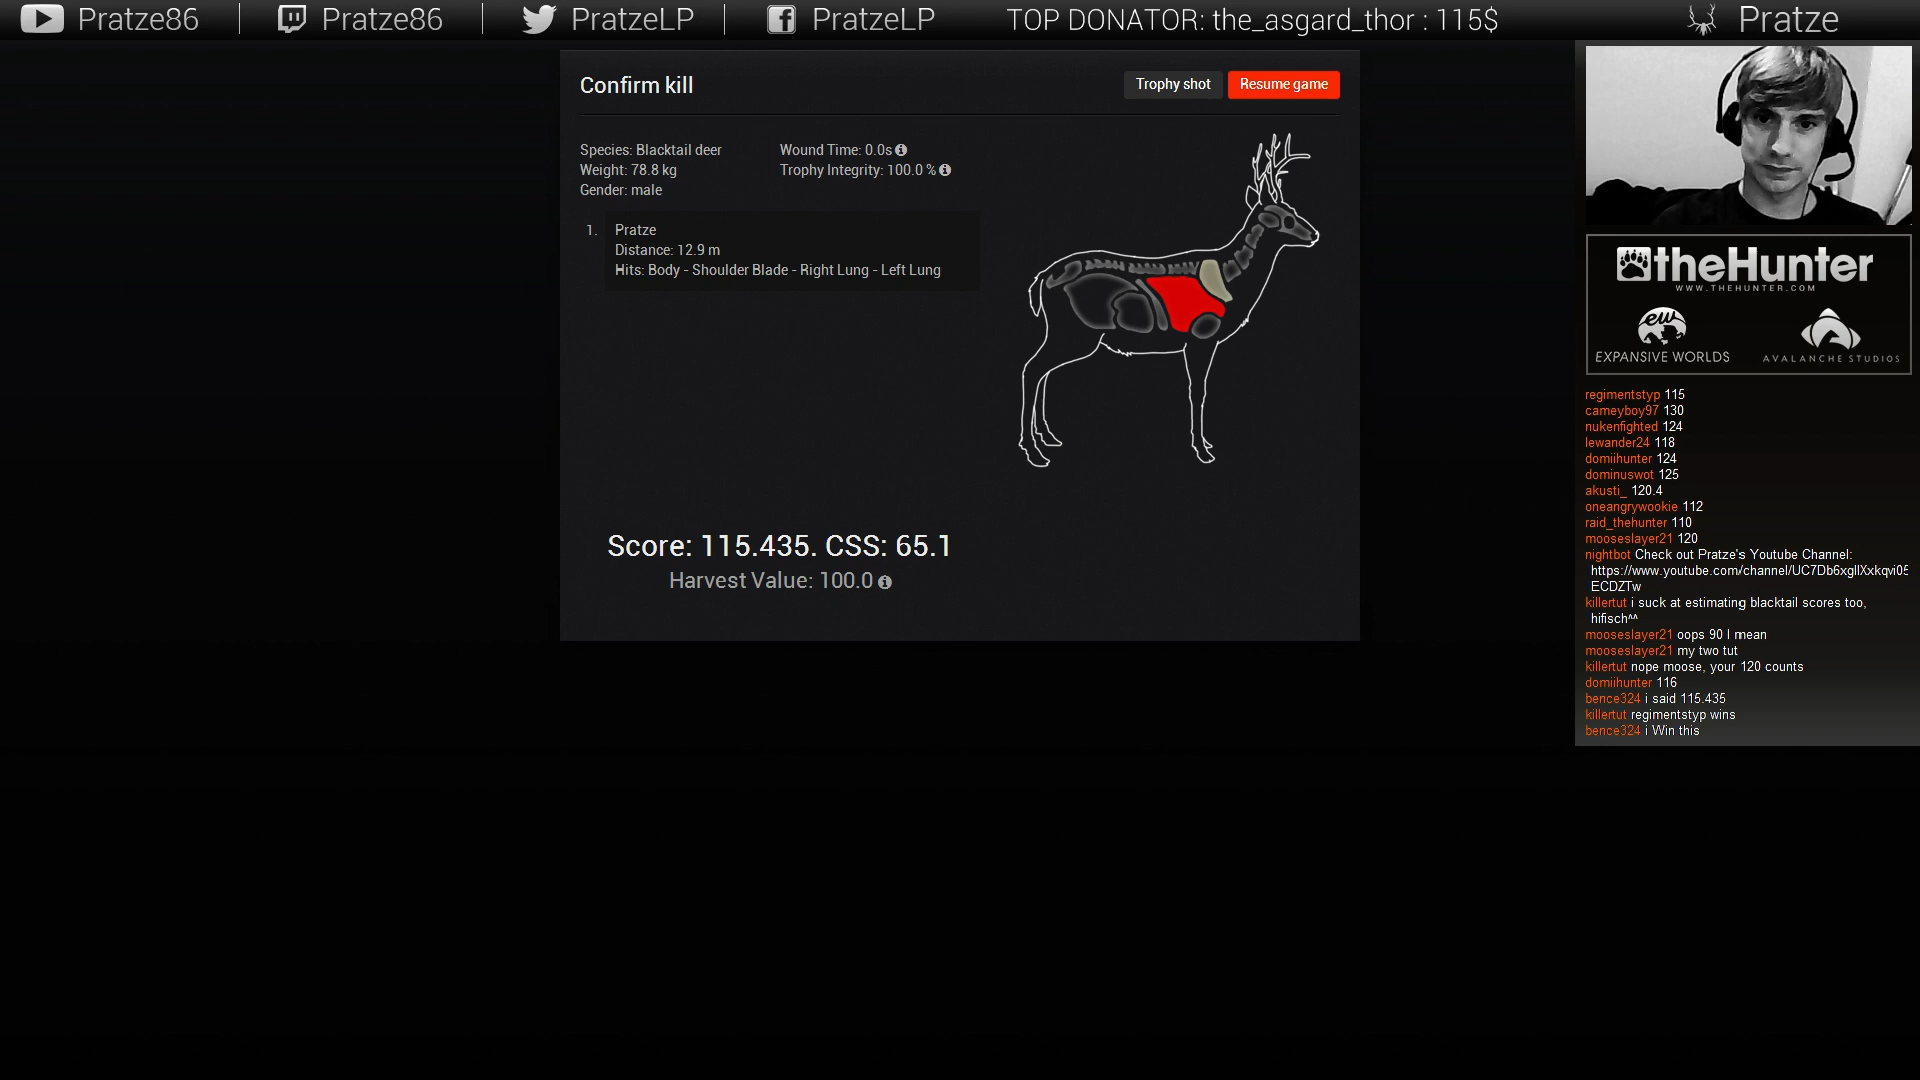 Pratze86
Pratze86
PratzeLP
PratzeLP
TOP DONATOR: the_asgard_thor : 115$
Pratze
Confirm kill
Trophy shot
Resume game
Species: Blacktail deer
Weight: 78.8 kg
Gender: male
Wound Time: 0.0s
Trophy Integrity: 100.0 %
1.
Pratze
Distance: 12.9 m
Hits: Body - Shoulder Blade - Right Lung - Left Lung
Score: 115.435. CSS: 65.1
Harvest Value: 100.0
theHunter
WWW.THEHUNTER.COM
ew
EXPANSIVE WORLDS
AVALANCHE STUDIOS
regimentstyp 115
cameyboy97 130
nukenfighted 124
lewander24 118
domiihunter 124
dominuswot 125
akusti_ 120.4
oneangrywookie 112
raid_thehunter 110
mooseslayer21 120
nightbot Check out Pratze's Youtube Channel:
https://www.youtube.com/channel/UC7Db6xgllXxkqvi05
ECDZTw
killertut i suck at estimating blacktail scores too,
hifisch^^
mooseslayer21 oops 90 I mean
mooseslayer21 my two tut
killertut nope moose, your 120 counts
domiihunter 116
bence324 i said 115.435
killertut regimentstyp wins
bence324 i Win this